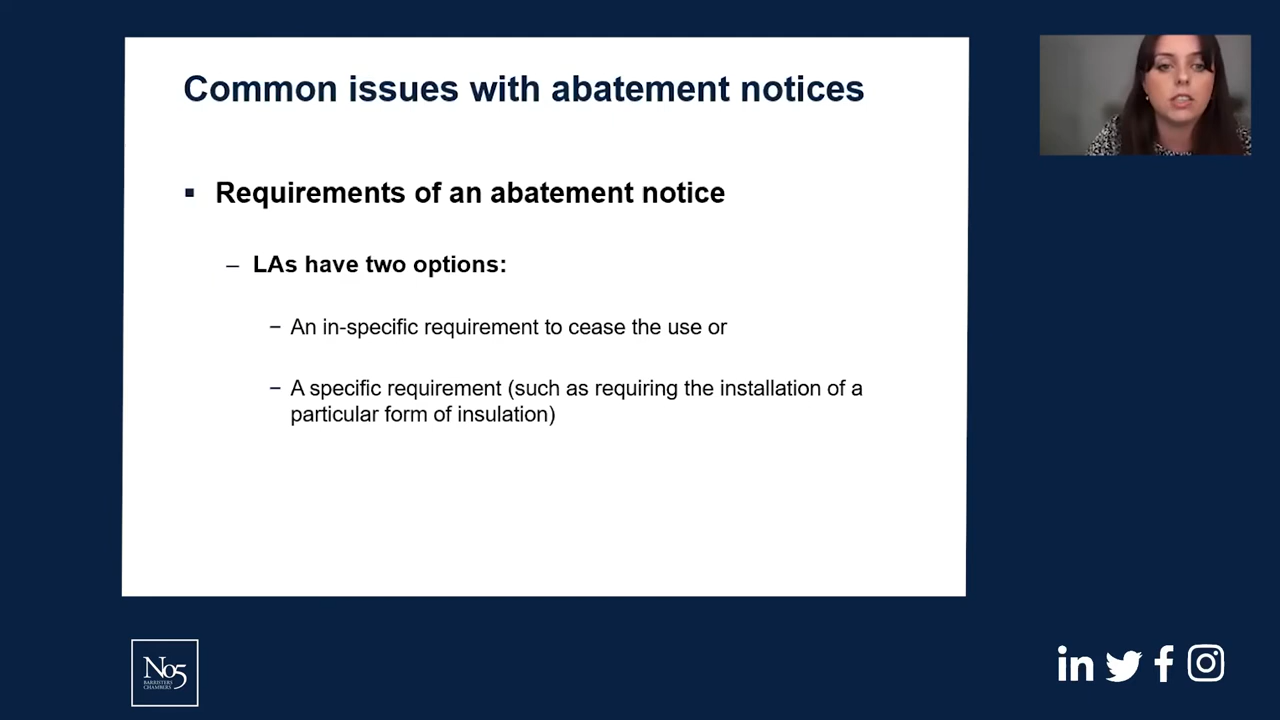 Common issues with abatement notices
▪ Requirements of an abatement notice
– LAs have two options:
− An in-specific requirement to cease the use or
− A specific requirement (such as requiring the installation of a
particular form of insulation)
No5
BARRISTERS
CHAMBERS
in